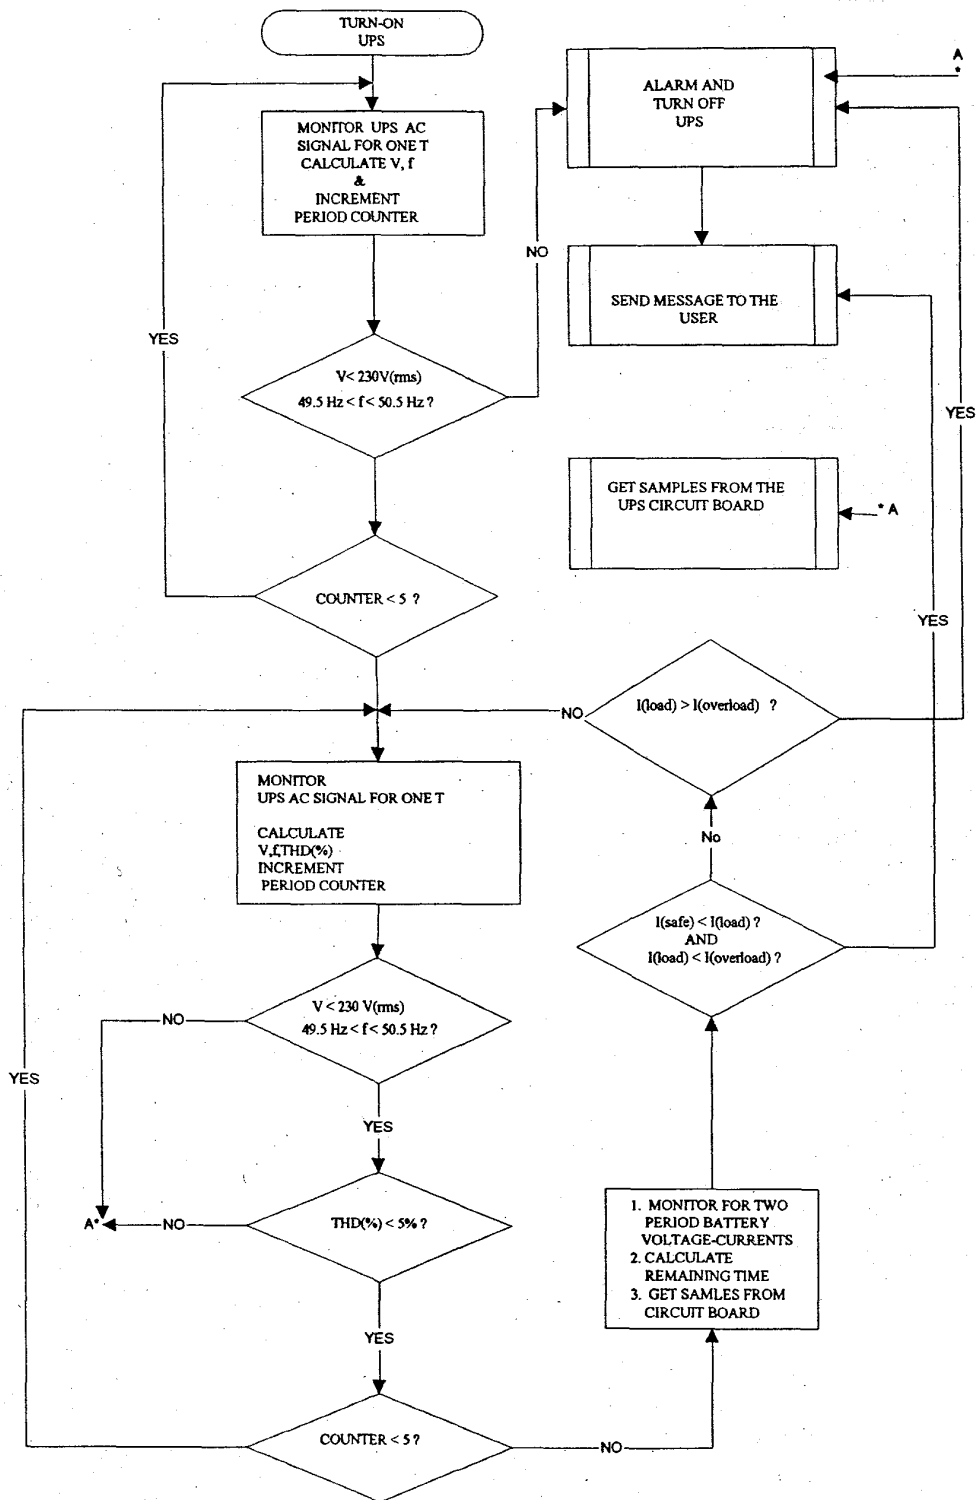 TURN-ON
UPS
MONITOR UPS AC
SIGNAL FOR ONE T
CALCULATE V, f
&
INCREMENT
PERIOD COUNTER
YES
V< 230V(rms)
49.5 Hz < f < 50.5 Hz ?
NO
COUNTER < 5 ?
ALARM AND
TURN OFF
UPS
A
*
SEND MESSAGE TO THE
USER
YES
GET SAMPLES FROM THE
UPS CIRCUIT BOARD
* A
YES
I(load) > I(overload) ?
NO
No
I(safe) < I(load) ?
AND
I(load) < I(overload) ?
MONITOR
UPS AC SIGNAL FOR ONE T
CALCULATE
V,f,THD(%)
INCREMENT
PERIOD COUNTER
V < 230 V(rms)
49.5 Hz < f < 50.5 Hz ?
NO
YES
YES
A*
NO
THD(%) < 5% ?
YES
COUNTER < 5 ?
NO
1. MONITOR FOR TWO
PERIOD BATTERY
VOLTAGE-CURRENTS
2. CALCULATE
REMAINING TIME
3. GET SAMLES FROM
CIRCUIT BOARD